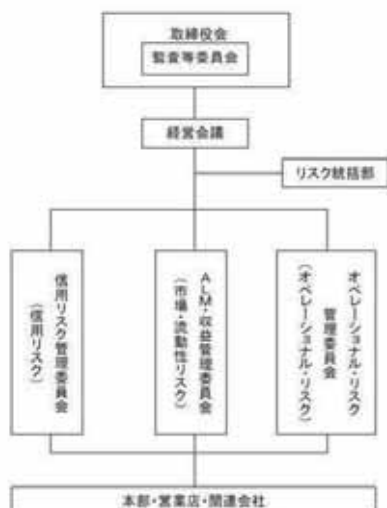 取締役会
監査等委員会
経営会議
リスク統括部
信用リスク管理委員会
(信用リスク)
ALM・収益管理委員会
(市場・流動性リスク)
オペレーショナル・リスク
管理委員会
(オペレーショナル・リスク)
本部・営業店・関連会社